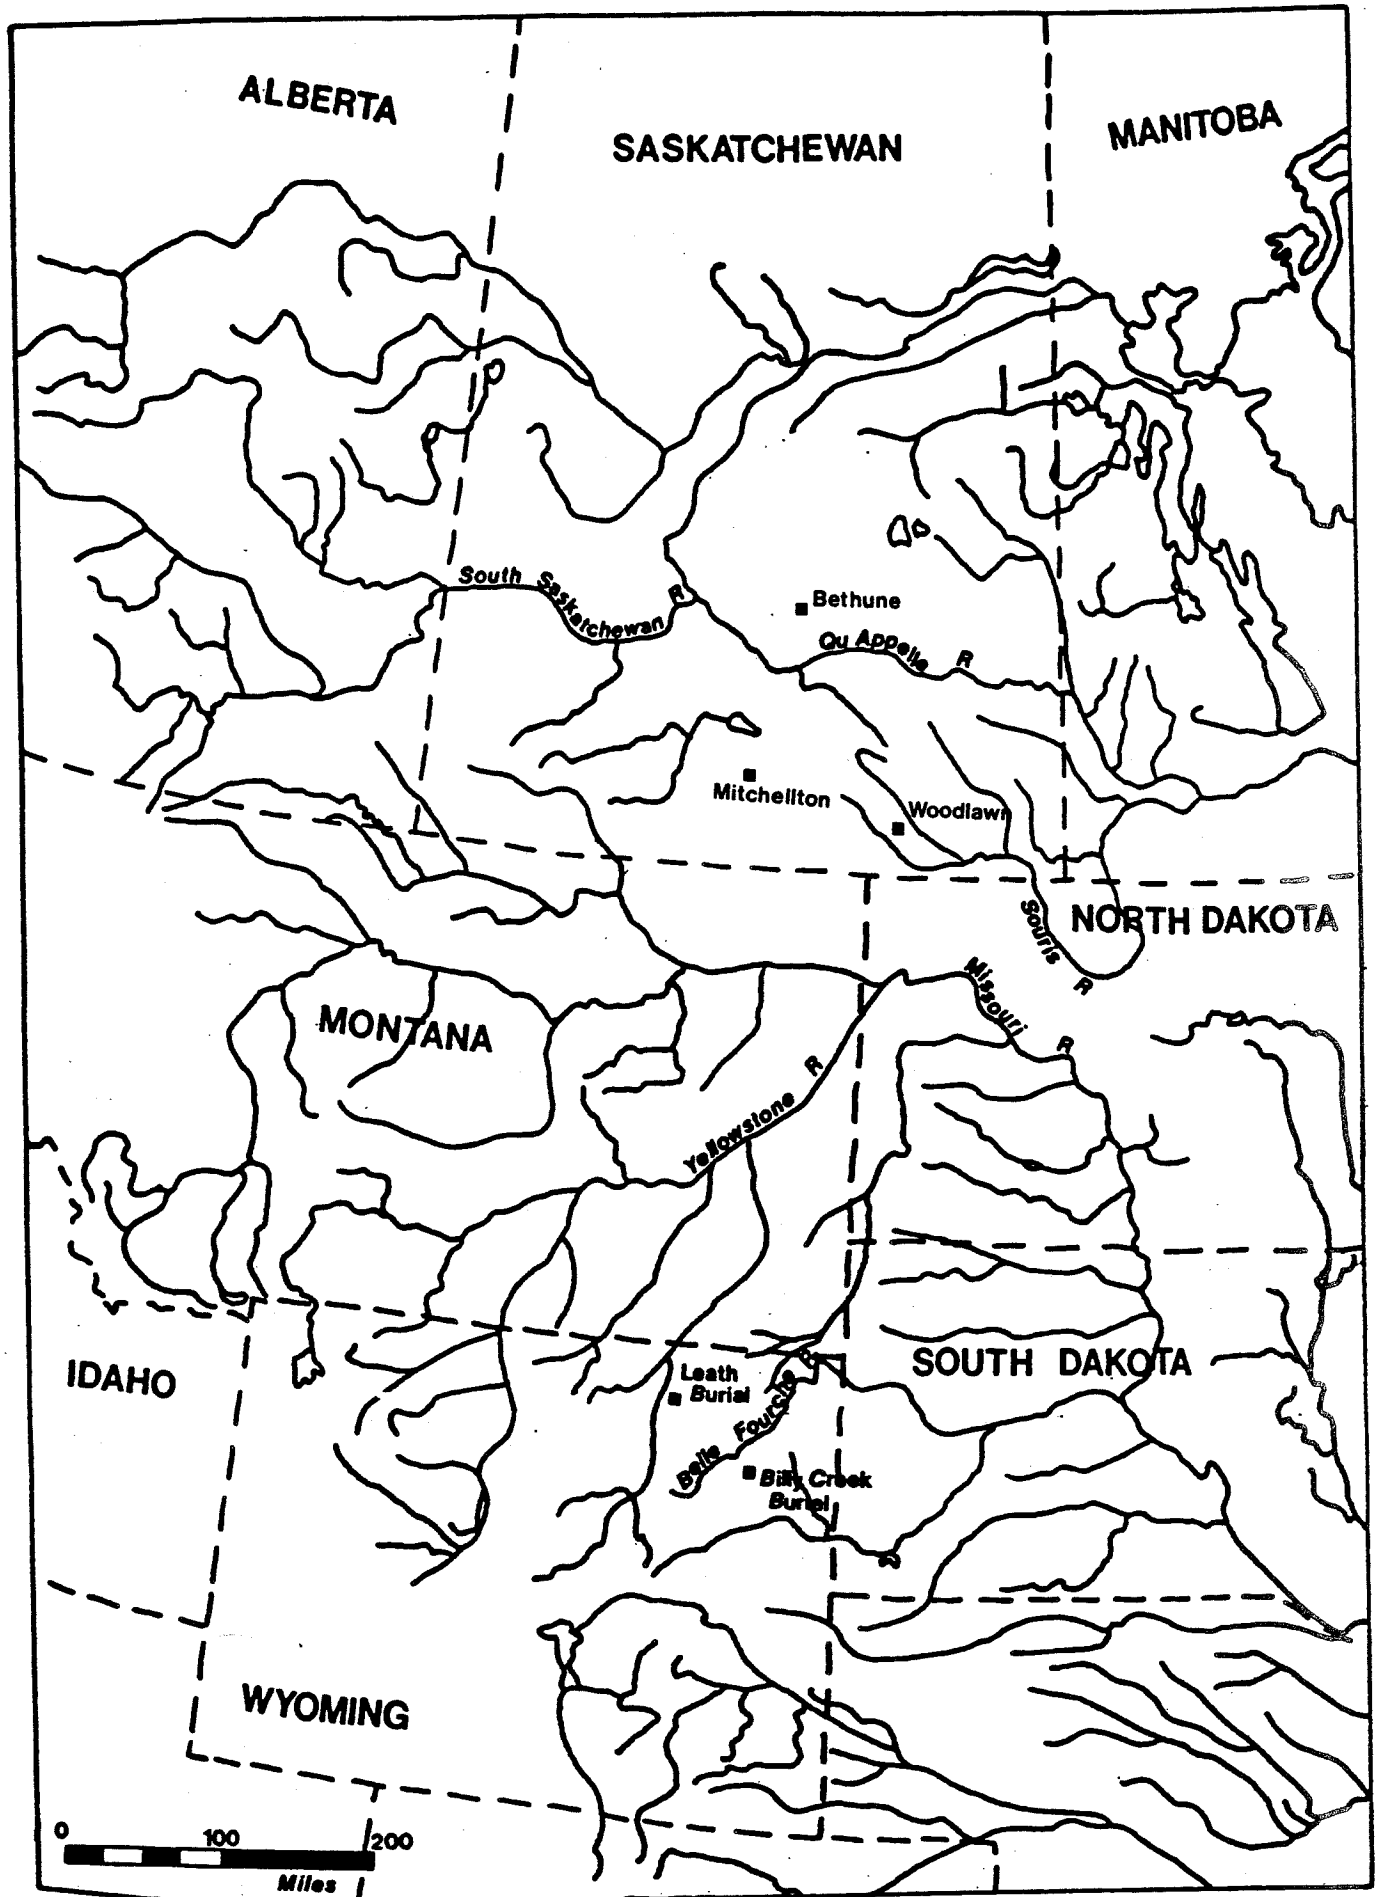 ALBERTA
SASKATCHEWAN
MANITOBA
South Saskatchewan R
Bethune
Qu Appelle R
Mitchellton
Woodlawn
Souris R
NORTH DAKOTA
Missouri R
MONTANA
Yellowstone R
IDAHO
Leath
Burial
SOUTH DAKOTA
Belle Fourche
Billy Creek
Burial
WYOMING
0 100 200
Miles